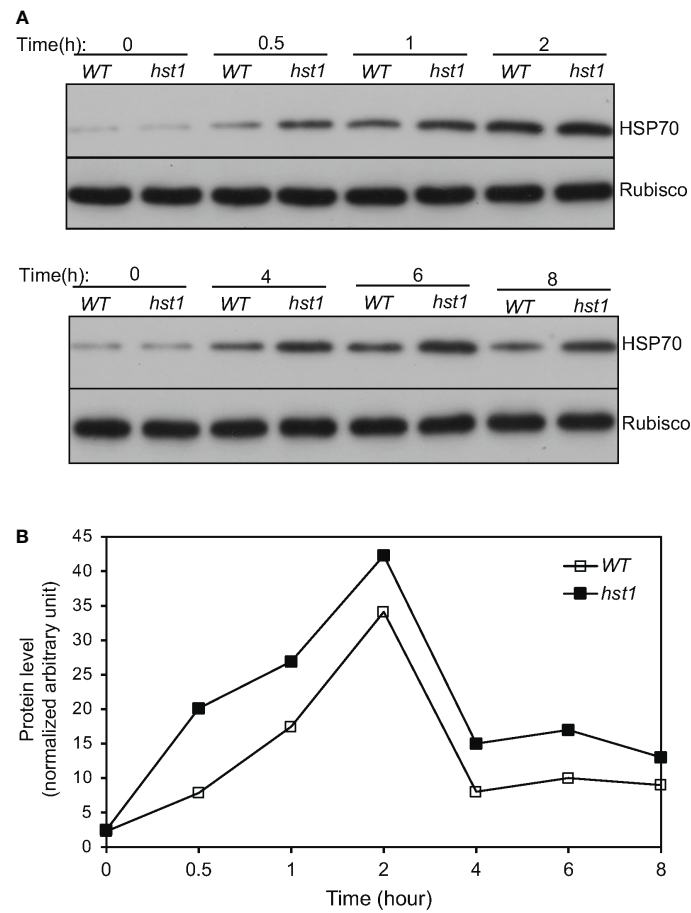 A
Time(h): 0 0.5 1 2
WT hst1 WT hst1 WT hst1 WT hst1
HSP70
Rubisco
Time(h): 0 4 6 8
WT hst1 WT hst1 WT hst1 WT hst1
HSP70
Rubisco
B
45
40
35
30
25
20
15
10
5
0
Protein level
(normalized arbitrary unit)
WT
hst1
0 0.5 1 2 4 6 8
Time (hour)